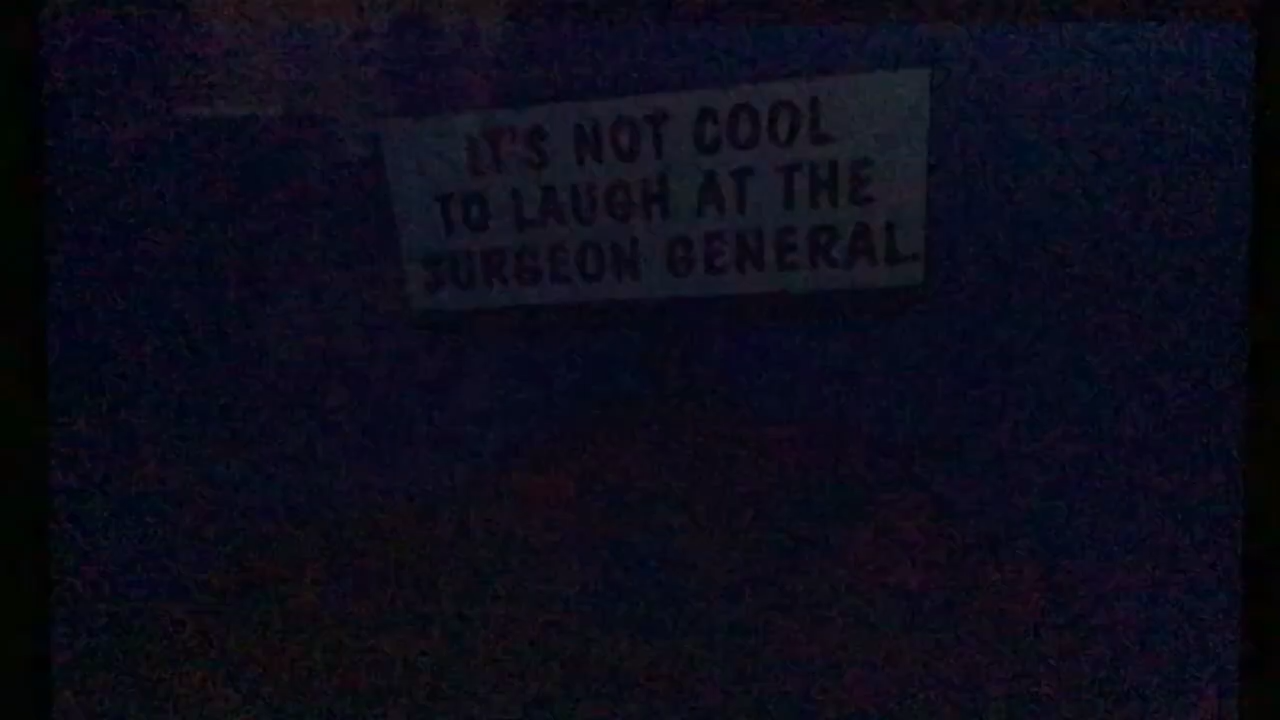 IT'S NOT COOL
TO LAUGH AT THE
SURGEON GENERAL.